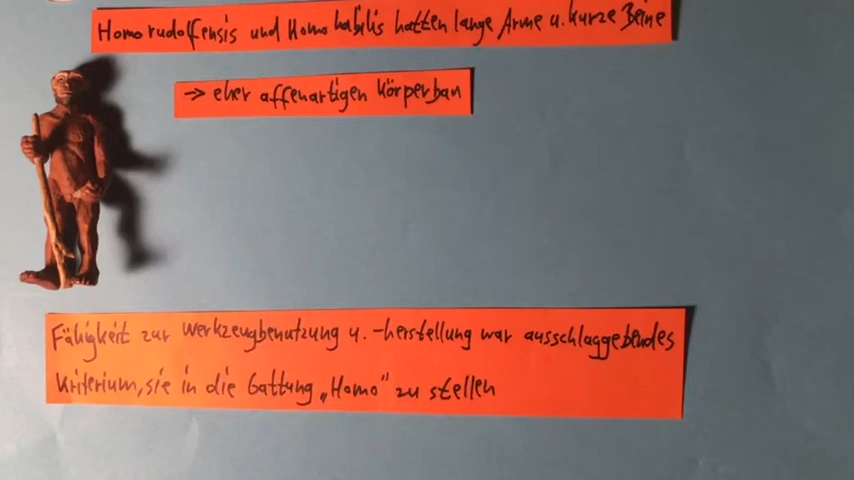 Homo rudolfensis und Homo habilis hatten lange Arme u. kurze Beine
→ eher affenartigen Körperbau
Fähigkeit zur Werkzeugbenutzung u. -herstellung war ausschlaggebendes
Kriterium, sie in die Gattung „Homo" zu stellen